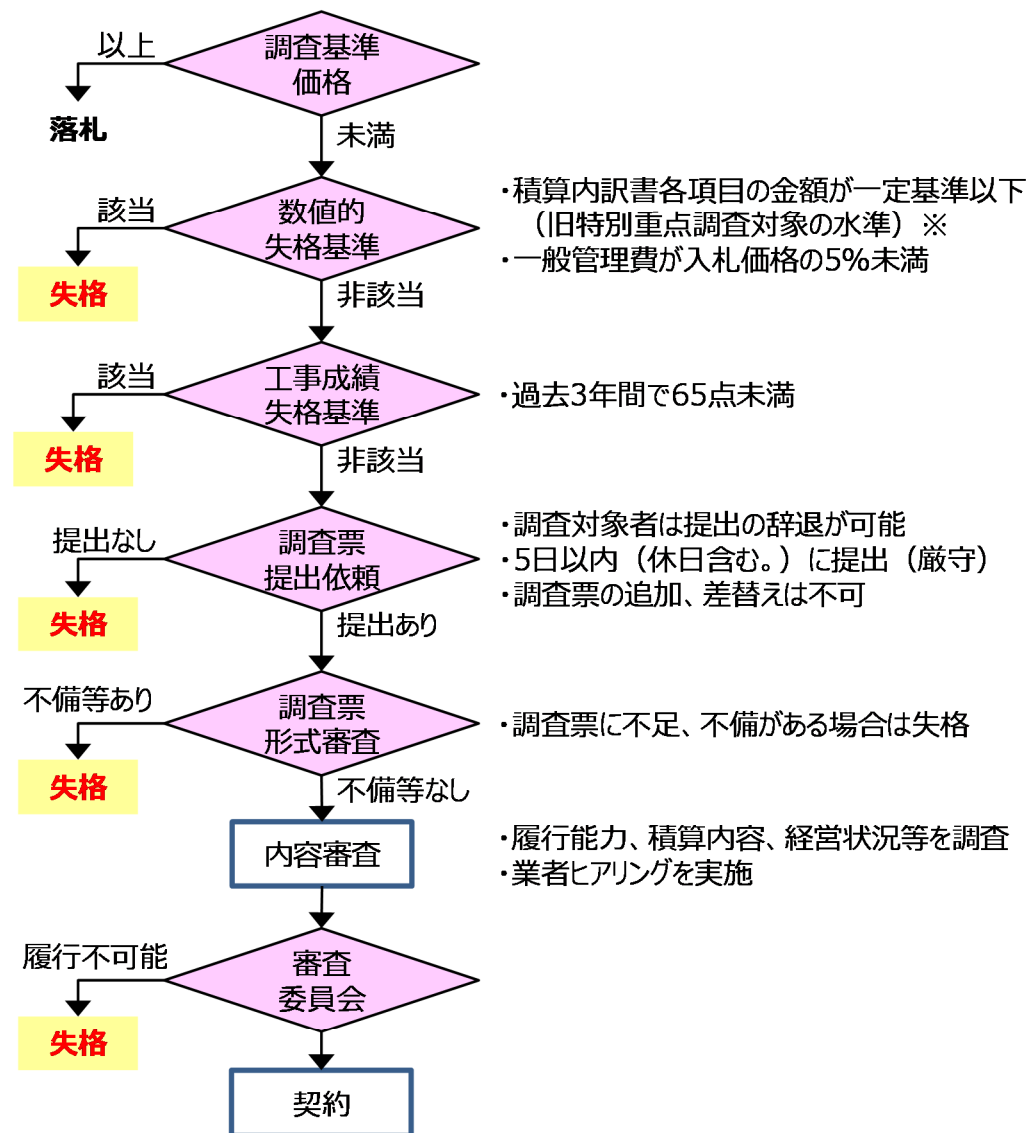 以上
調査基準
価格
落札
未満
該当
数値的
失格基準
・積算内訳書各項目の金額が一定基準以下
（旧特別重点調査対象の水準）※
・一般管理費が入札価格の5%未満
失格
非該当
該当
工事成績
失格基準
・過去3年間で65点未満
失格
非該当
提出なし
調査票
提出依頼
・調査対象者は提出の辞退が可能
・5日以内（休日含む。）に提出（厳守）
・調査票の追加、差替えは不可
失格
提出あり
不備等あり
調査票
形式審査
・調査票に不足、不備がある場合は失格
失格
不備等なし
内容審査
・履行能力、積算内容、経営状況等を調査
・業者ヒアリングを実施
履行不可能
審査
委員会
失格
契約